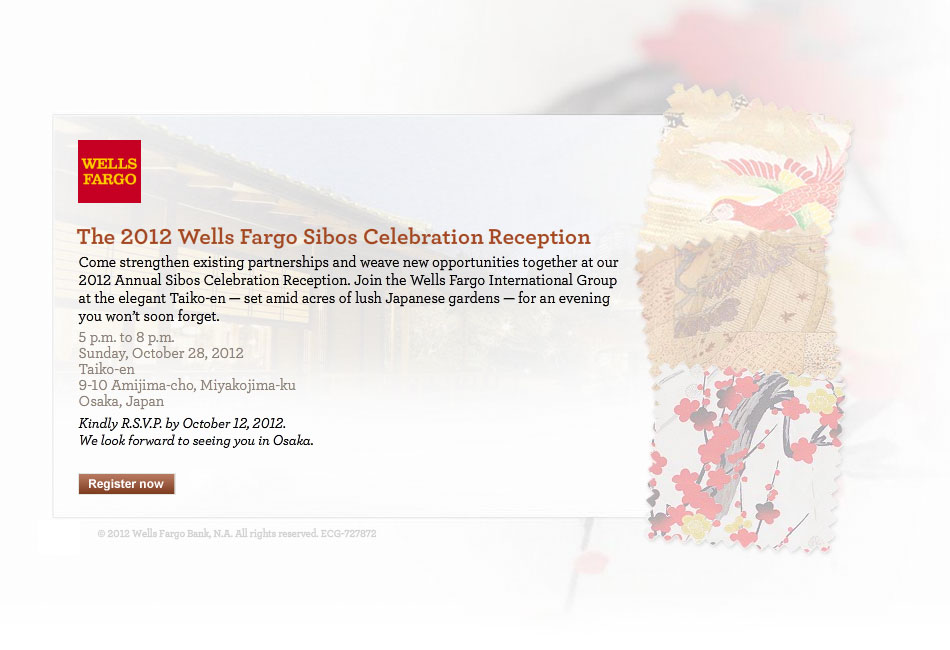 WELLS
FARGO
The 2012 Wells Fargo Sibos Celebration Reception
Come strengthen existing partnerships and weave new opportunities together at our
2012 Annual Sibos Celebration Reception. Join the Wells Fargo International Group
at the elegant Taiko-en — set amid acres of lush Japanese gardens — for an evening
you won’t soon forget.
5 p.m. to 8 p.m.
Sunday, October 28, 2012
Taiko-en
9-10 Amijima-cho, Miyakojima-ku
Osaka, Japan
Kindly R.S.V.P. by October 12, 2012.
We look forward to seeing you in Osaka.
Register now
© 2012 Wells Fargo Bank, N.A. All rights reserved. ECG-727872